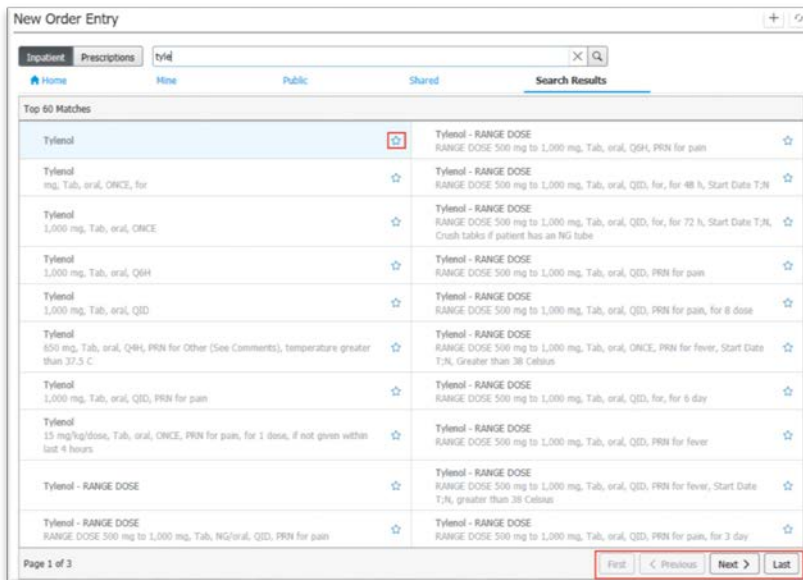 New Order Entry
Inpatient Prescriptions tyle
Home Mine Public Shared Search Results
Top 60 Matches
Tylenol
Tylenol
mg, Tab, oral, ONCE, for
Tylenol
1,000 mg, Tab, oral, ONCE
Tylenol
1,000 mg, Tab, oral, Q6H
Tylenol
1,000 mg, Tab, oral, QID
Tylenol
650 mg, Tab, oral, Q4H, PRN for Other (See Comments), temperature greater
than 37.5 C
Tylenol
1,000 mg, Tab, oral, QID, PRN for pain
Tylenol
15 mg/kg/dose, Tab, oral, ONCE, PRN for pain, for 1 dose, if not given within
last 4 hours
Tylenol - RANGE DOSE
Tylenol - RANGE DOSE
RANGE DOSE 500 mg to 1,000 mg, Tab, NG/oral, QID, PRN for pain
Tylenol - RANGE DOSE
RANGE DOSE 500 mg to 1,000 mg, Tab, oral, Q6H, PRN for pain
Tylenol - RANGE DOSE
RANGE DOSE 500 mg to 1,000 mg, Tab, oral, QID, for, for 48 h, Start Date T;N
Tylenol - RANGE DOSE
RANGE DOSE 500 mg to 1,000 mg, Tab, oral, QID, for, for 72 h, Start Date T;N,
Crush tabks if patient has an NG tube
Tylenol - RANGE DOSE
RANGE DOSE 500 mg to 1,000 mg, Tab, oral, QID, PRN for pain
Tylenol - RANGE DOSE
RANGE DOSE 500 mg to 1,000 mg, Tab, oral, QID, PRN for pain, for 8 dose
Tylenol - RANGE DOSE
RANGE DOSE 500 mg to 1,000 mg, Tab, oral, ONCE, PRN for fever, Start Date
T;N, Greater than 38 Celsius
Tylenol - RANGE DOSE
RANGE DOSE 500 mg to 1,000 mg, Tab, oral, QID, for, for 6 day
Tylenol - RANGE DOSE
RANGE DOSE 500 mg to 1,000 mg, Tab, oral, QID, PRN for fever
Tylenol - RANGE DOSE
RANGE DOSE 500 mg to 1,000 mg, Tab, oral, QID, PRN for fever, Start Date
T;N, greater than 38 Celsius
Tylenol - RANGE DOSE
RANGE DOSE 500 mg to 1,000 mg, Tab, oral, QID, PRN for pain, for 3 day
Page 1 of 3 First Previous Next Last